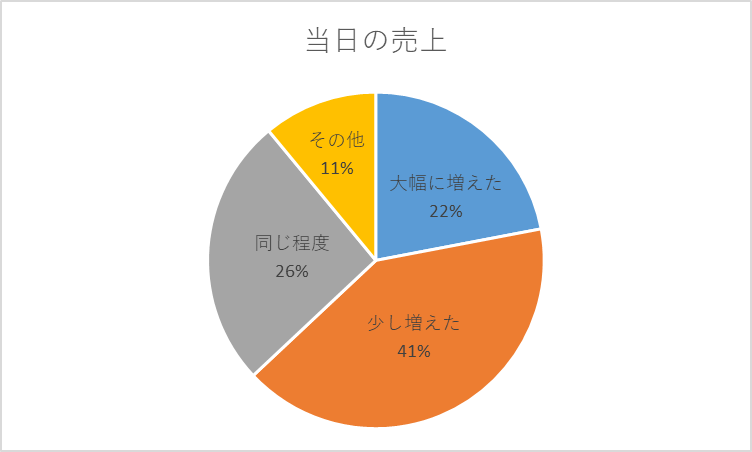 当日の売上
その他
11%
大幅に増えた
22%
同じ程度
26%
少し増えた
41%